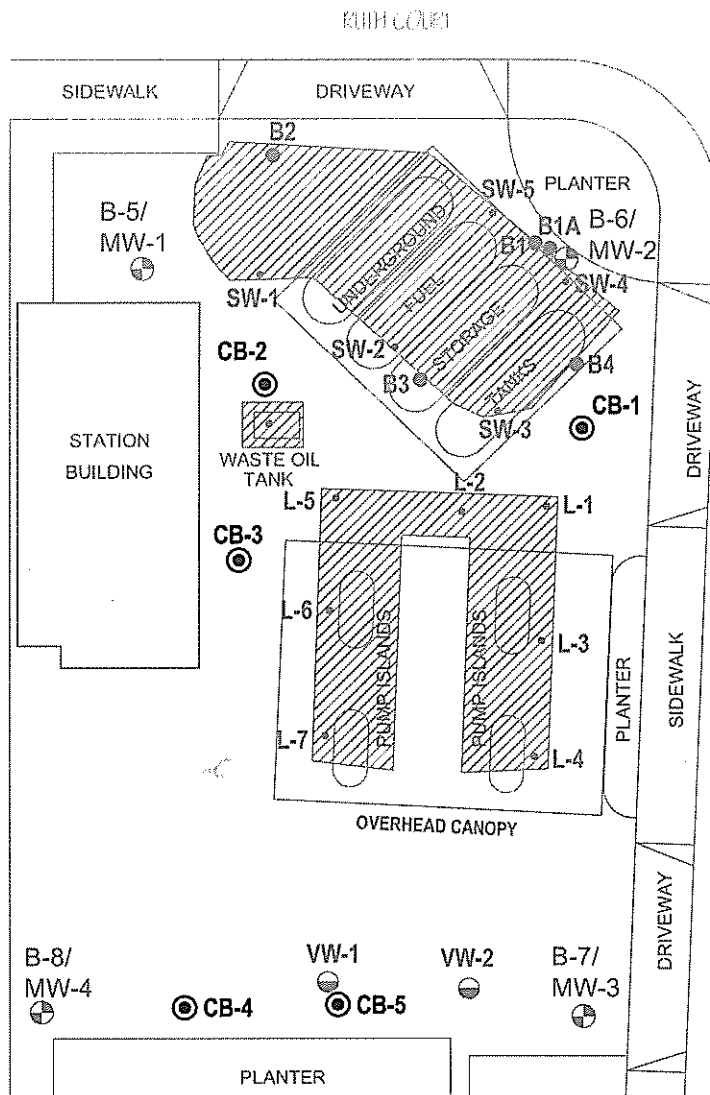 RUTH COURT
SIDEWALK
DRIVEWAY
B2
SW-5
PLANTER
B-5/
MW-1
B1
B1A
B-6/
MW-2
SW-4
SW-1
UNDERGROUND
FUEL
STORAGE
TANKS
SW-2
CB-2
B3
B4
SW-3
CB-1
DRIVEWAY
STATION
BUILDING
WASTE OIL
TANK
L-5
L-2
L-1
CB-3
L-6
PUMP ISLANDS
PUMP ISLANDS
L-3
PLANTER
SIDEWALK
L-7
L-4
OVERHEAD CANOPY
DRIVEWAY
B-8/
MW-4
VW-1
VW-2
B-7/
MW-3
CB-4
CB-5
PLANTER